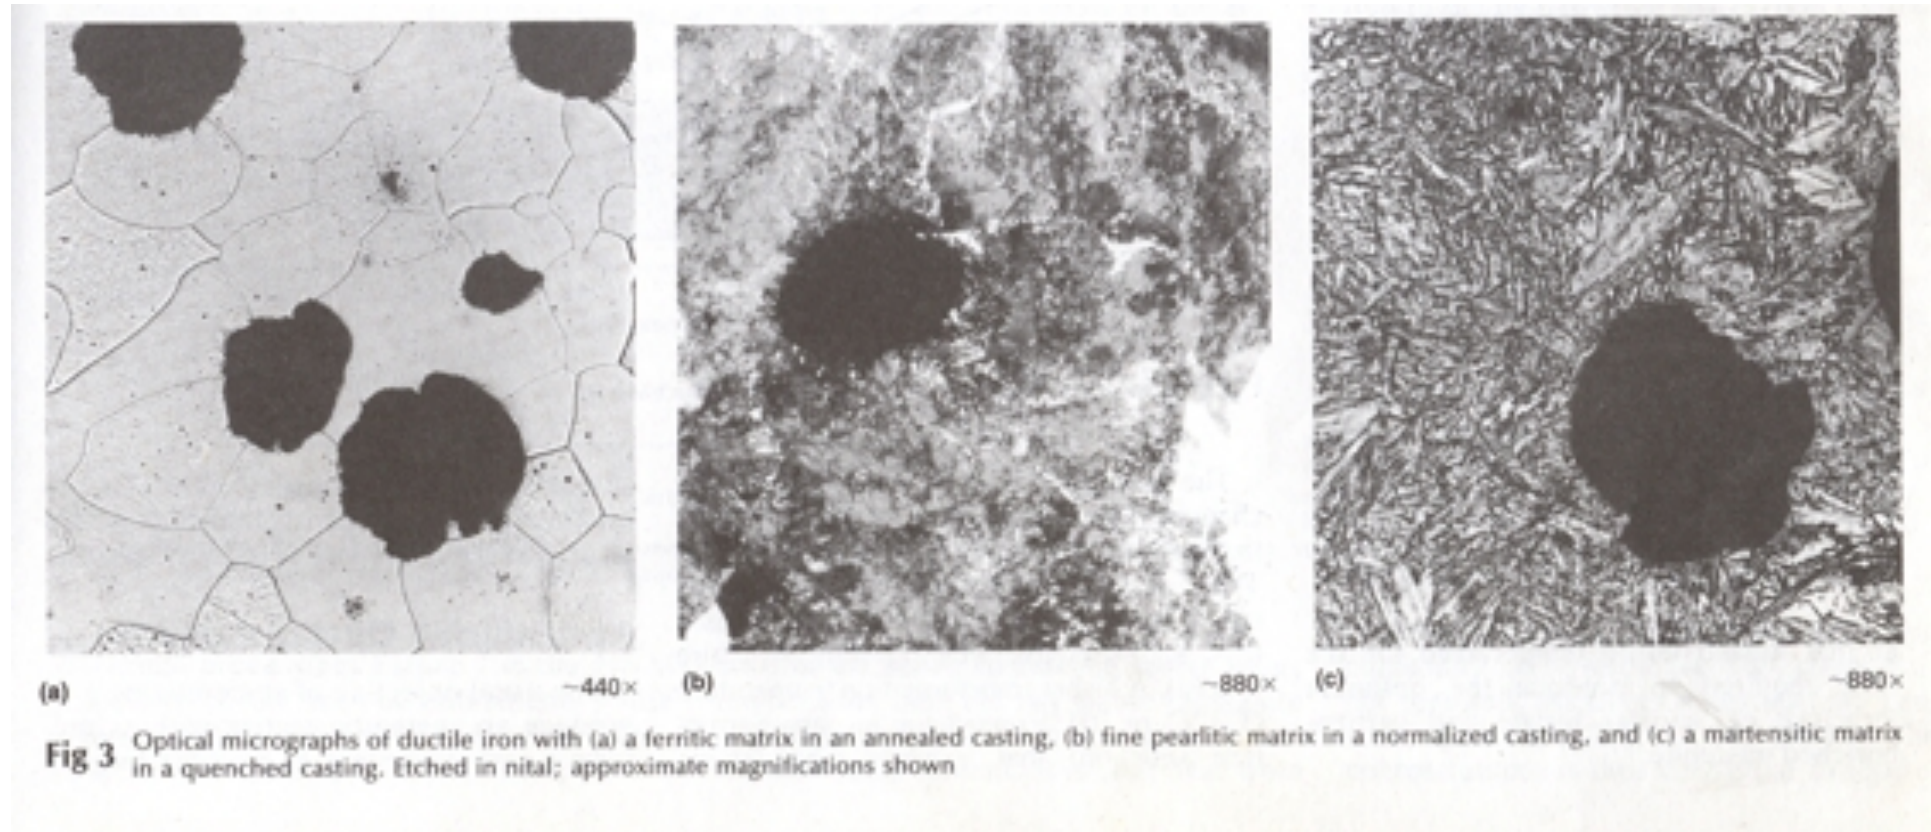 (a)
~440×
(b)
~880×
(c)
~880×
Fig 3 Optical micrographs of ductile iron with (a) a ferritic matrix in an annealed casting, (b) fine pearlitic matrix in a normalized casting, and (c) a martensitic matrix
in a quenched casting. Etched in nital; approximate magnifications shown